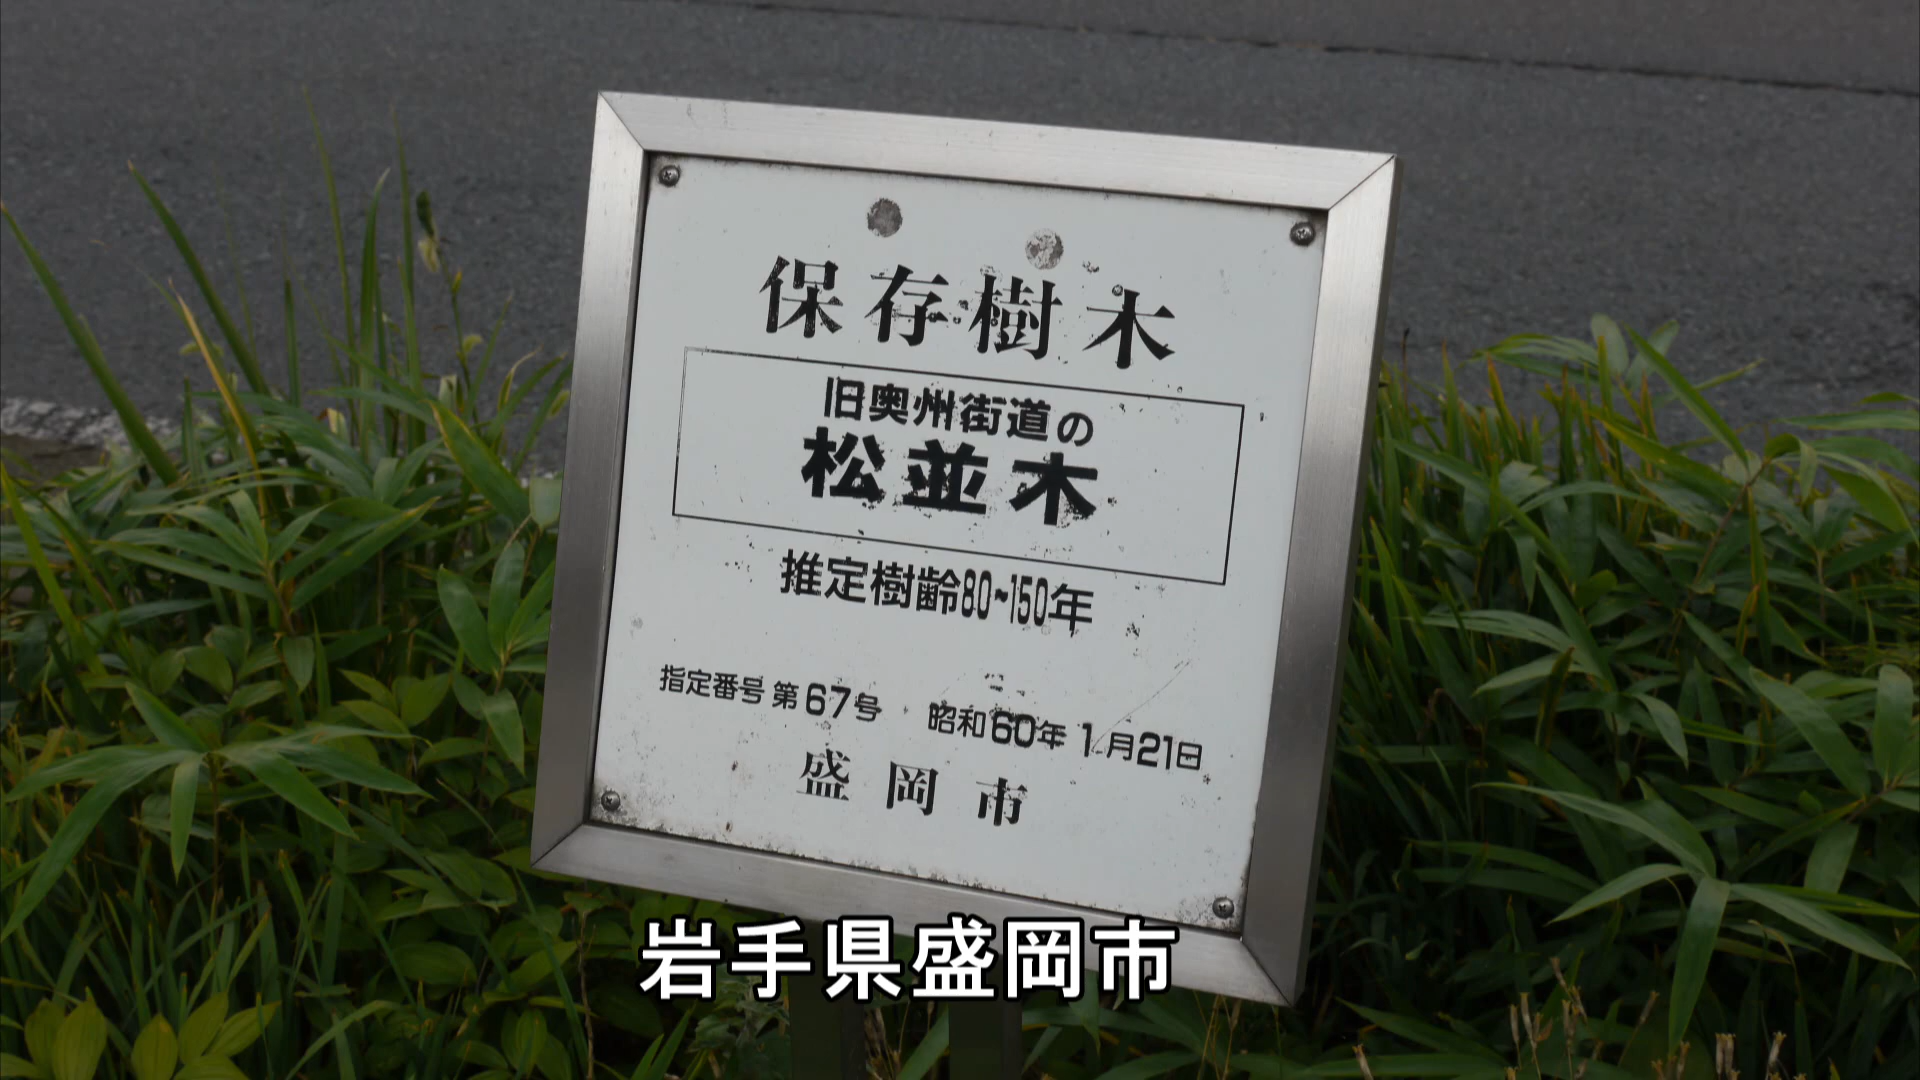 保存樹木
旧奥州街道の
松並木
推定樹齢80~150年
指定番号第67号 昭和60年1月21日
盛岡市
岩手県盛岡市